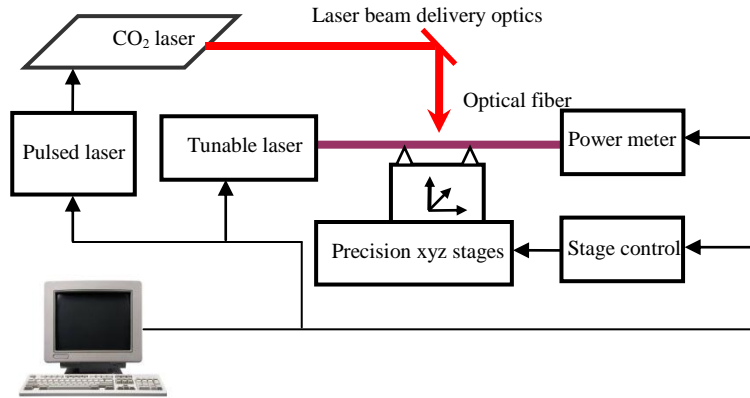 Laser beam delivery optics
CO₂ laser
Optical fiber
Pulsed laser
Tunable laser
Power meter
Precision xyz stages
Stage control